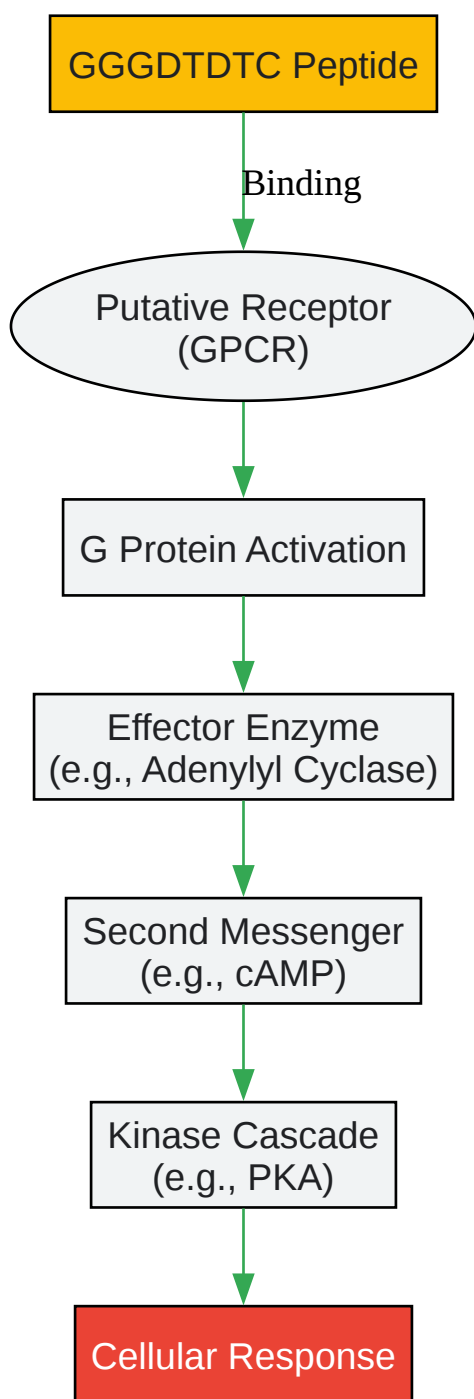 GGGDTDTC Peptide
Binding
Putative Receptor
(GPCR)
G Protein Activation
Effector Enzyme
(e.g., Adenylyl Cyclase)
Second Messenger
(e.g., cAMP)
Kinase Cascade
(e.g., PKA)
Cellular Response